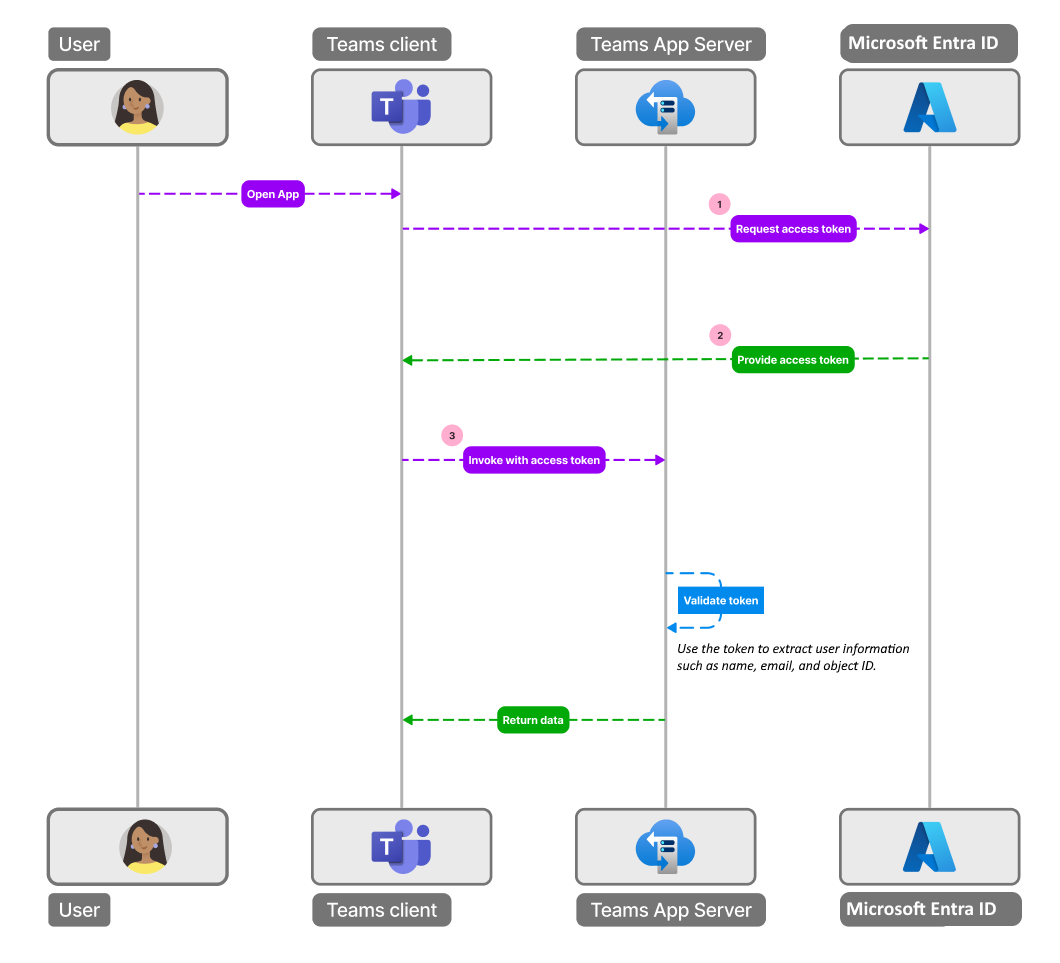 User
Teams client
Teams App Server
Microsoft Entra ID
T
Open App
1
Request access token
2
Provide access token
3
Invoke with access token
Validate token
Use the token to extract user information
such as name, email, and object ID.
Return data
T
User
Teams client
Teams App Server
Microsoft Entra ID